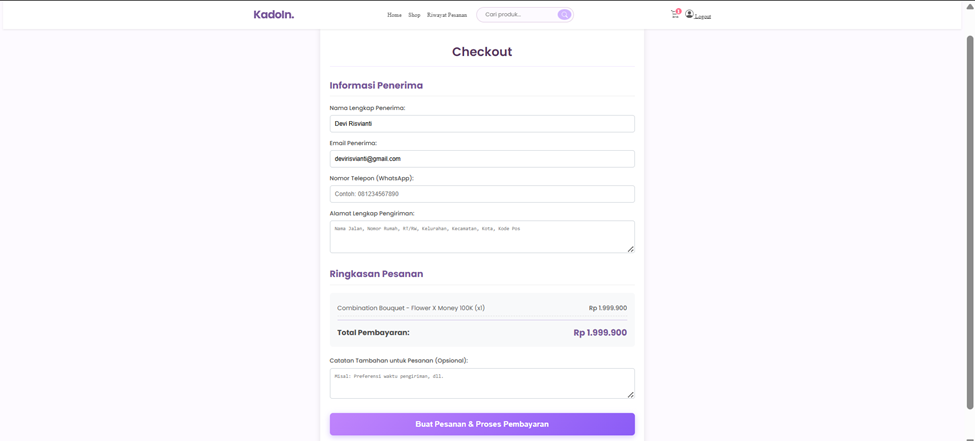 KadoIn.
Home Shop Riwayat Pesanan Cari produk... 1 Logout
Checkout
Informasi Penerima
Nama Lengkap Penerima:
Devi Risvianti
Email Penerima:
devirisvianti@gmail.com
Nomor Telepon (WhatsApp):
Contoh: 081234567890
Alamat Lengkap Pengiriman:
Nama Jalan, Nomor Rumah, RT/RW, Kelurahan, Kecamatan, Kota, Kode Pos
Ringkasan Pesanan
Combination Bouquet - Flower X Money 100K (x1) Rp 1.999.900
Total Pembayaran: Rp 1.999.900
Catatan Tambahan untuk Pesanan (Opsional):
Misal: Preferensi waktu pengiriman, dll.
Buat Pesanan & Proses Pembayaran